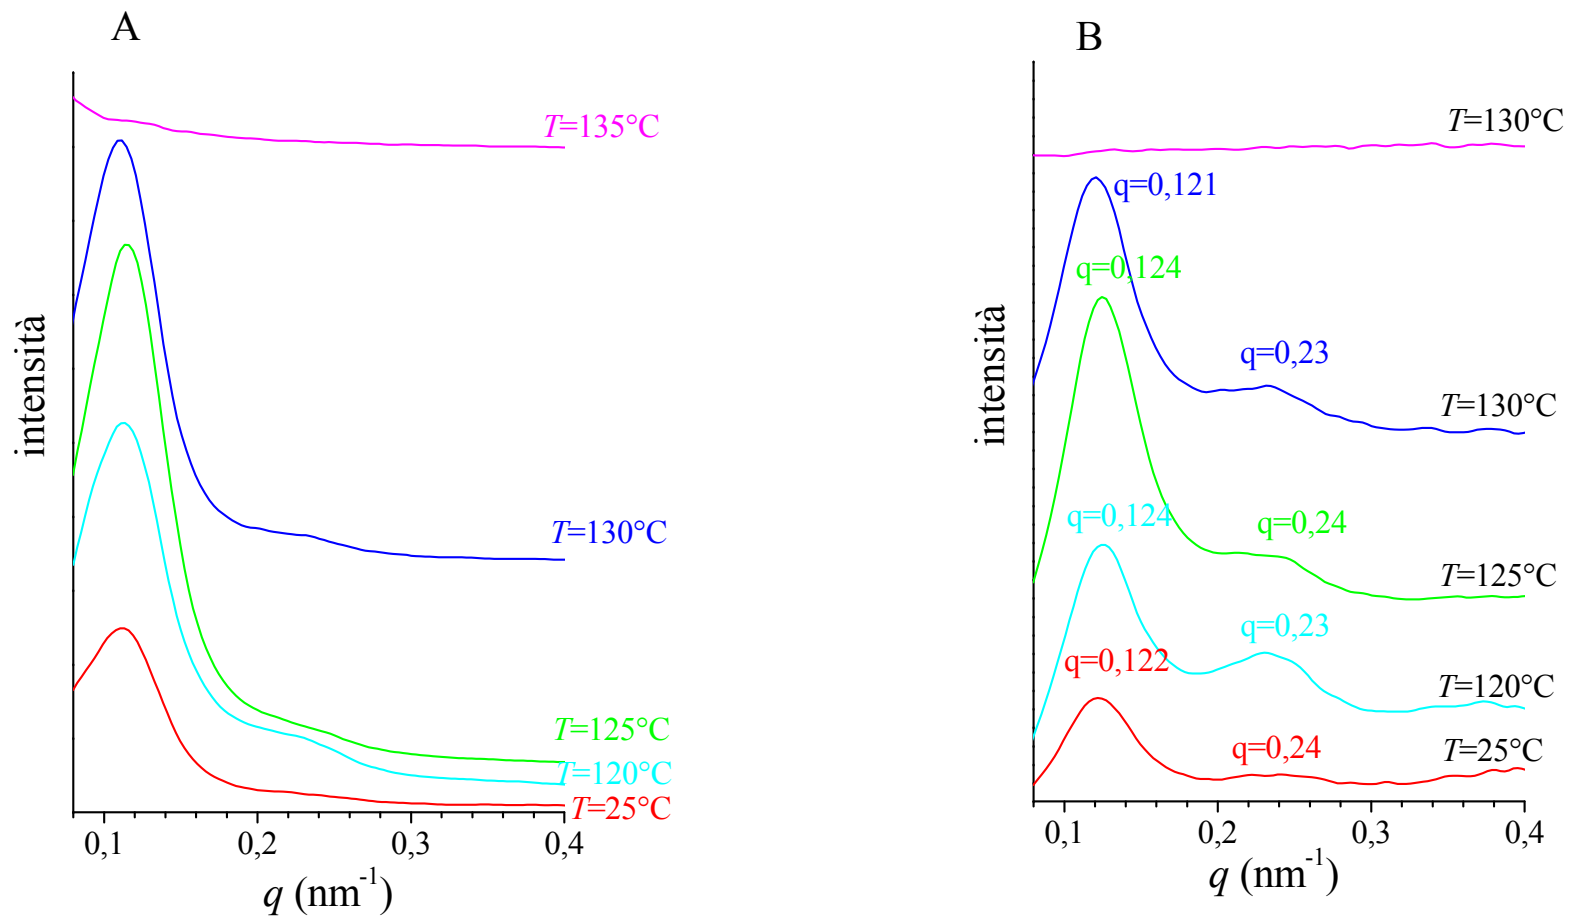 A
intensità
T=135°C
T=130°C
T=125°C
T=120°C
T=25°C
0,1 0,2 0,3 0,4
q (nm-1)
B
intensità
T=130°C
q=0,121
q=0,124
q=0,23
T=130°C
q=0,124
q=0,24
T=125°C
q=0,23
q=0,122
T=120°C
q=0,24
T=25°C
0,1 0,2 0,3 0,4
q (nm-1)